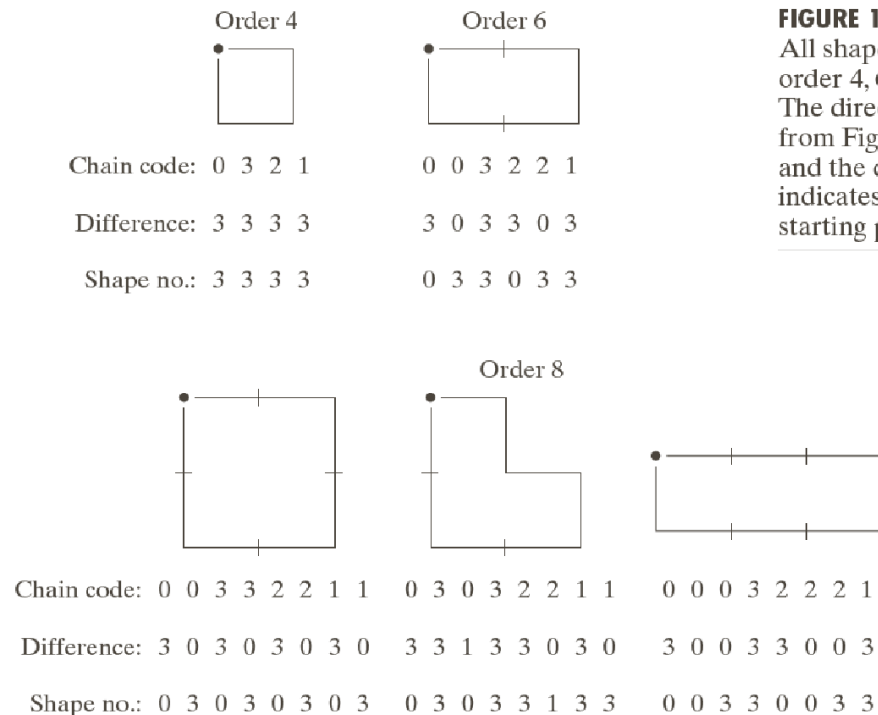 Order 4
Order 6
Chain code: 0 3 2 1
0 0 3 2 2 1
Difference: 3 3 3 3
3 0 3 3 0 3
Shape no.: 3 3 3 3
0 3 3 0 3 3
FIGURE 1
All shap
order 4,
The dire
from Fig
and the
indicates
starting
Order 8
Chain code: 0 0 3 3 2 2 1 1
0 3 0 3 2 2 1 1
0 0 0 3 2 2 2 1
Difference: 3 0 3 0 3 0 3 0
3 3 1 3 3 0 3 0
3 0 0 3 3 0 0 3
Shape no.: 0 3 0 3 0 3 0 3
0 3 0 3 3 1 3 3
0 0 3 3 0 0 3 3